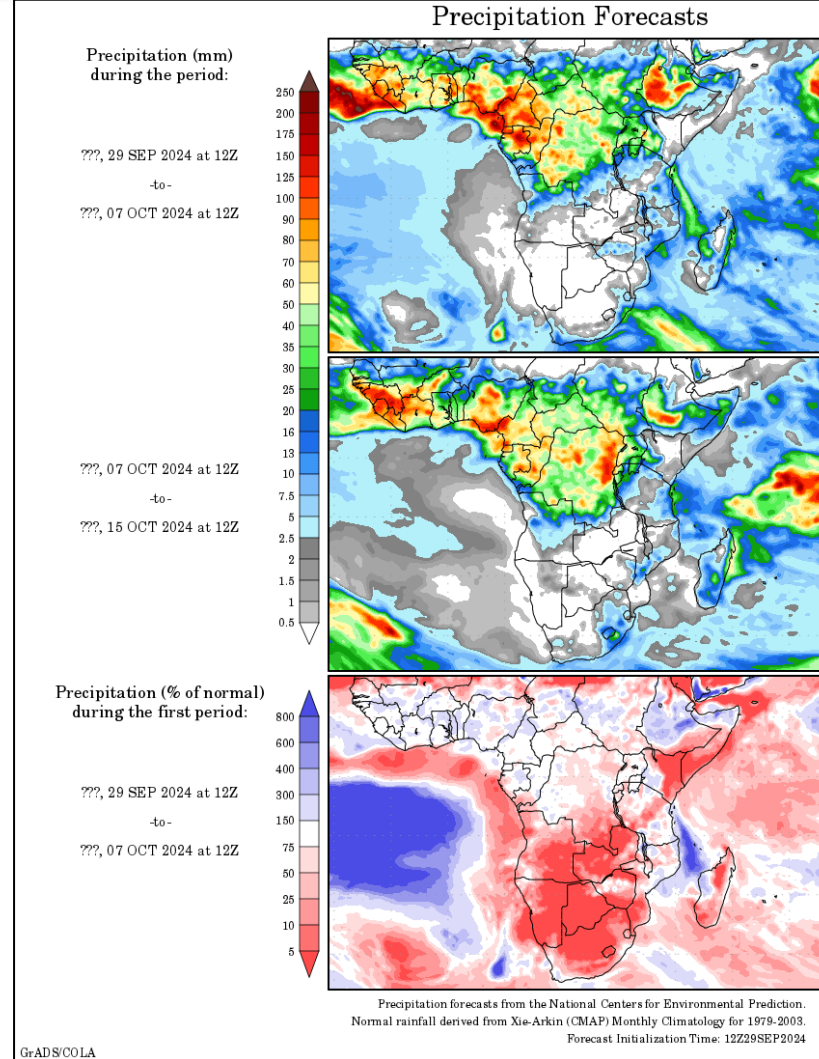 Precipitation Forecasts
Precipitation (mm)
during the period:
???, 29 SEP 2024 at 12Z
-to-
???, 07 OCT 2024 at 12Z
250
200
175
150
125
100
90
80
70
60
50
40
35
30
25
20
16
13
10
7.5
5
2.5
2
1.5
1
0.5
???, 07 OCT 2024 at 12Z
-to-
???, 15 OCT 2024 at 12Z
Precipitation (% of normal)
during the first period:
???, 29 SEP 2024 at 12Z
-to-
???, 07 OCT 2024 at 12Z
800
600
400
300
150
75
50
25
10
5
Precipitation forecasts from the National Centers for Environmental Prediction.
Normal rainfall derived from Xie-Arkin (CMAP) Monthly Climatology for 1979-2003.
Forecast Initialization Time: 12Z29SEP2024
GrADS/COLA